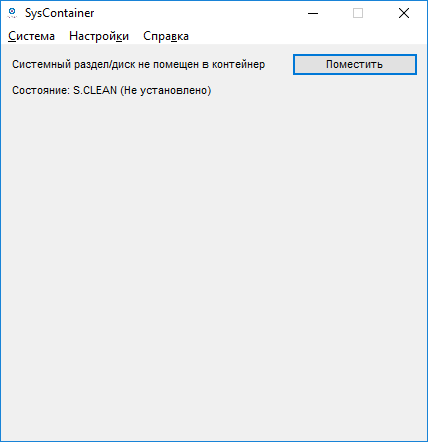 SysContainer
Система Настройки Справка
Системный раздел/диск не помещен в контейнер Поместить
Состояние: S.CLEAN (Не установлено)